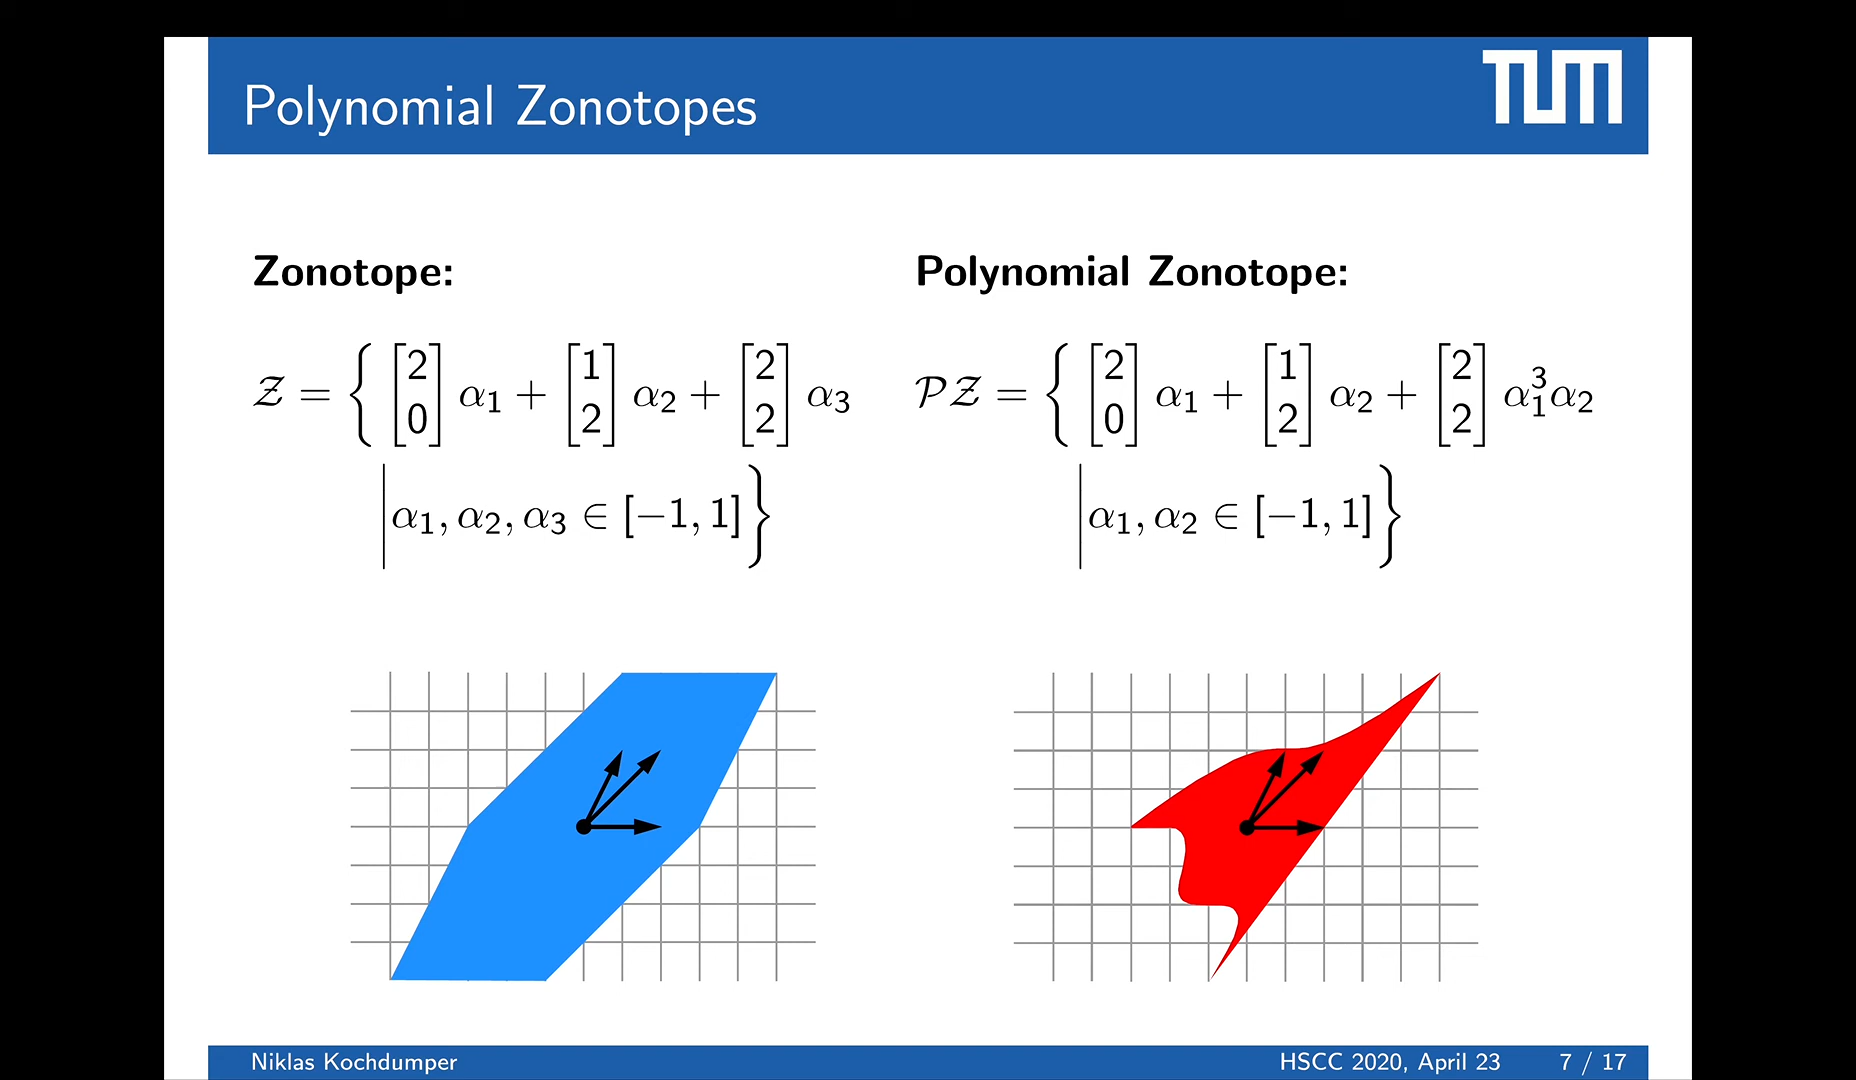 Polynomial Zonotopes
TUM
Zonotope:
𝒵 = { [2 0] α₁ + [1 2] α₂ + [2 2] α₃
| α₁, α₂, α₃ ∈ [−1, 1] }
Polynomial Zonotope:
𝒫𝒵 = { [2 0] α₁ + [1 2] α₂ + [2 2] α₁³α₂
| α₁, α₂ ∈ [−1, 1] }
Niklas Kochdumper
HSCC 2020, April 23 7 / 17